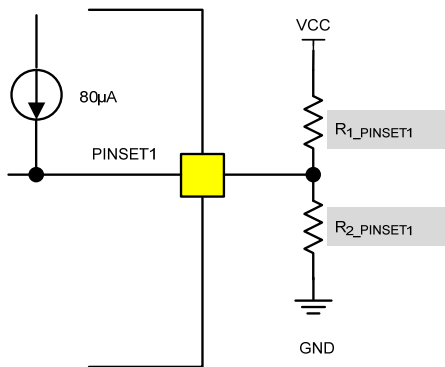 VCC
80µA
R1_PINSET1
PINSET1
R2_PINSET1
GND